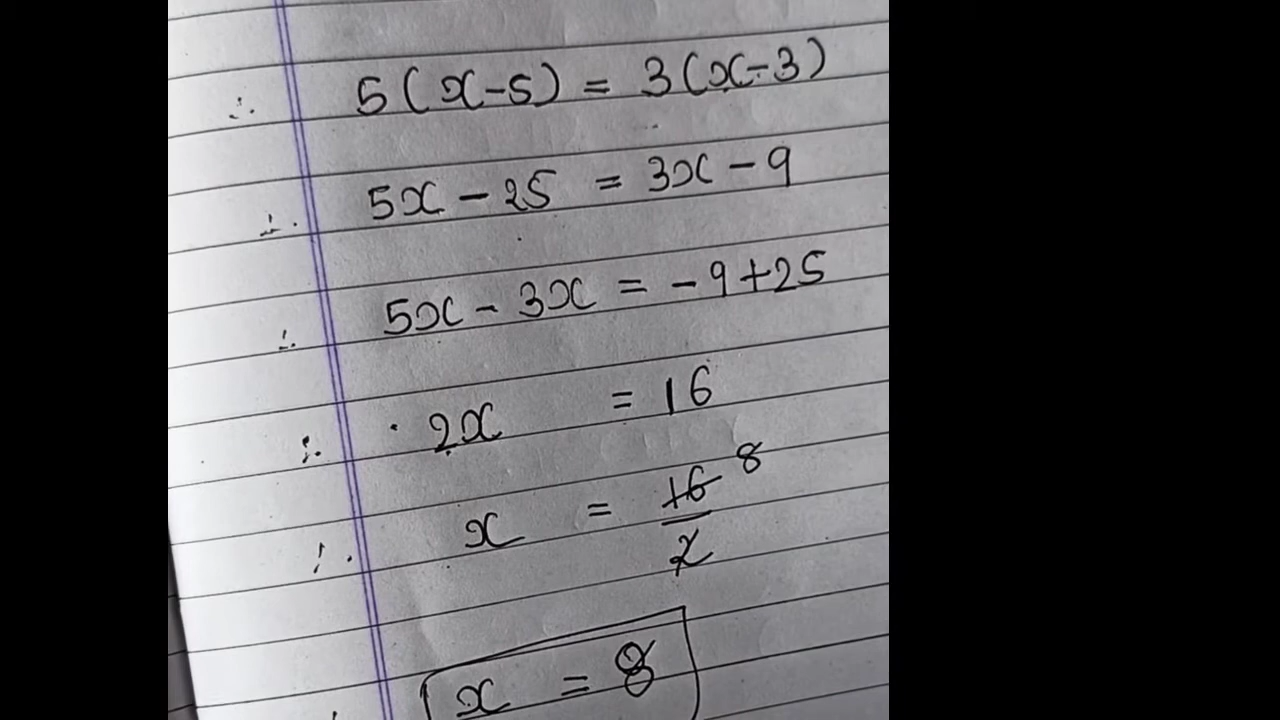 ∴ 5(x-5) = 3(x-3)
∴ 5x - 25 = 3x - 9
∴ 5x - 3x = -9+25
∴ 2x = 16
∴ x = 16/2 8
x = 8